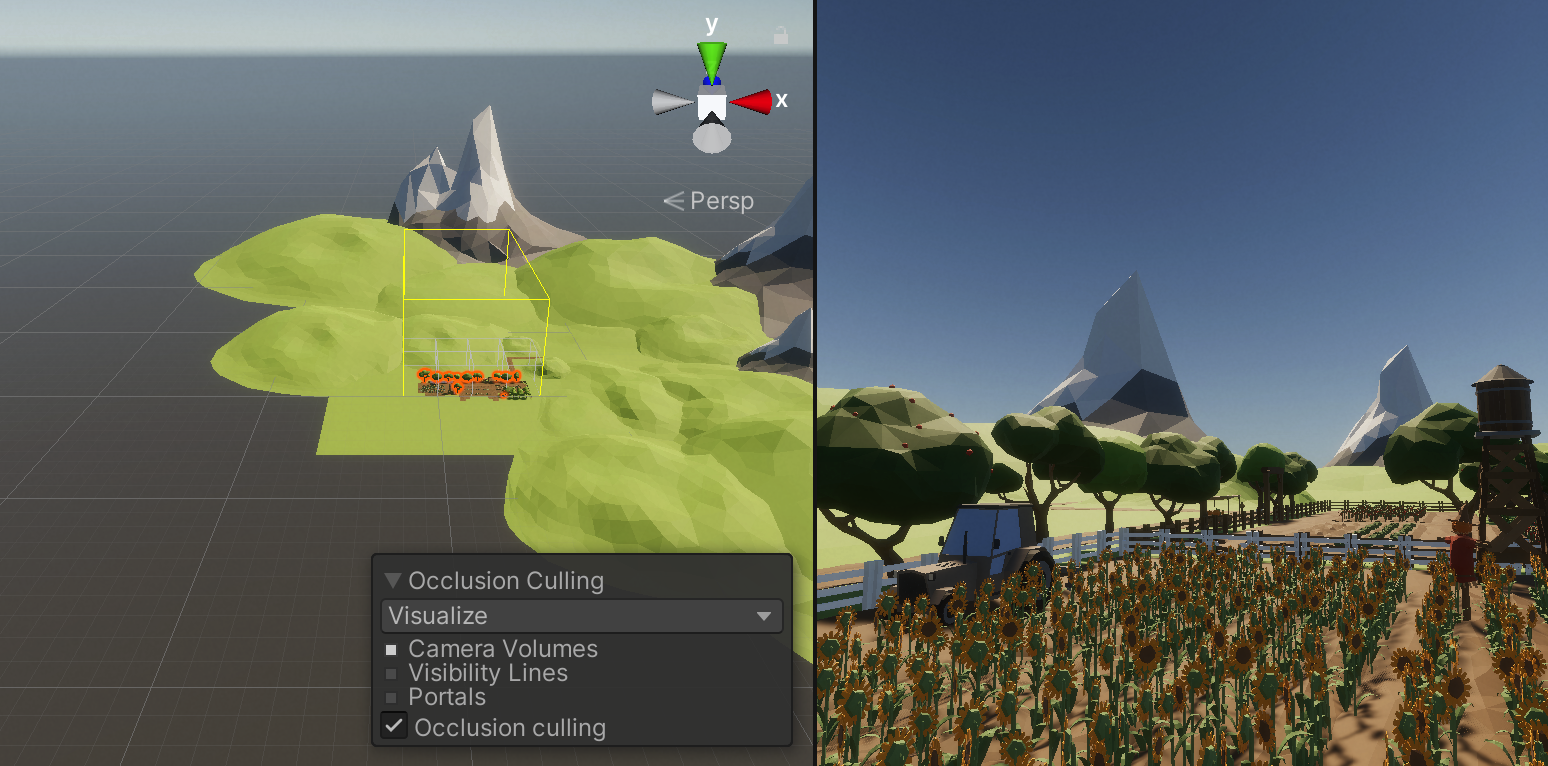 y
x
Persp
Occlusion Culling
Visualize
Camera Volumes
Visibility Lines
Portals
Occlusion culling